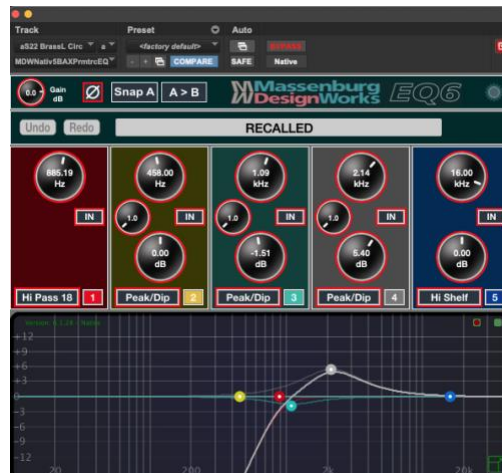 Track Preset Auto
aS22 BrassL Circ a <factory default> BYPASS
MDWNativ5BAXPrmtrcEQ - + COMPARE SAFE Native
0.0 Gain dB Ø Snap A A > B Massenburg DesignWorks EQ6
Undo Redo RECALLED
685.19 Hz 458.00 Hz 1.09 kHz 2.14 kHz 16.00 kHz
IN 1.0 IN 1.0 IN 1.0 IN IN
0.00 dB -1.51 dB 5.40 dB 0.00 dB
Hi Pass 18 1 Peak/Dip 2 Peak/Dip 3 Peak/Dip 4 Hi Shelf 5
+12
+9
+6
+3
0
-3
-6
-9
-12
20 200 2k 20k